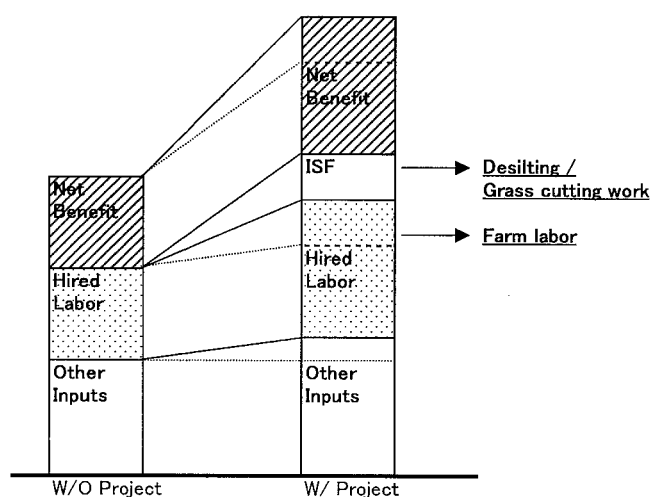 Net
Benefit
Hired
Labor
Other
Inputs
W/O Project
Net
Benefit
ISF
Hired
Labor
Other
Inputs
W/ Project
Desilting /
Grass cutting work
Farm labor